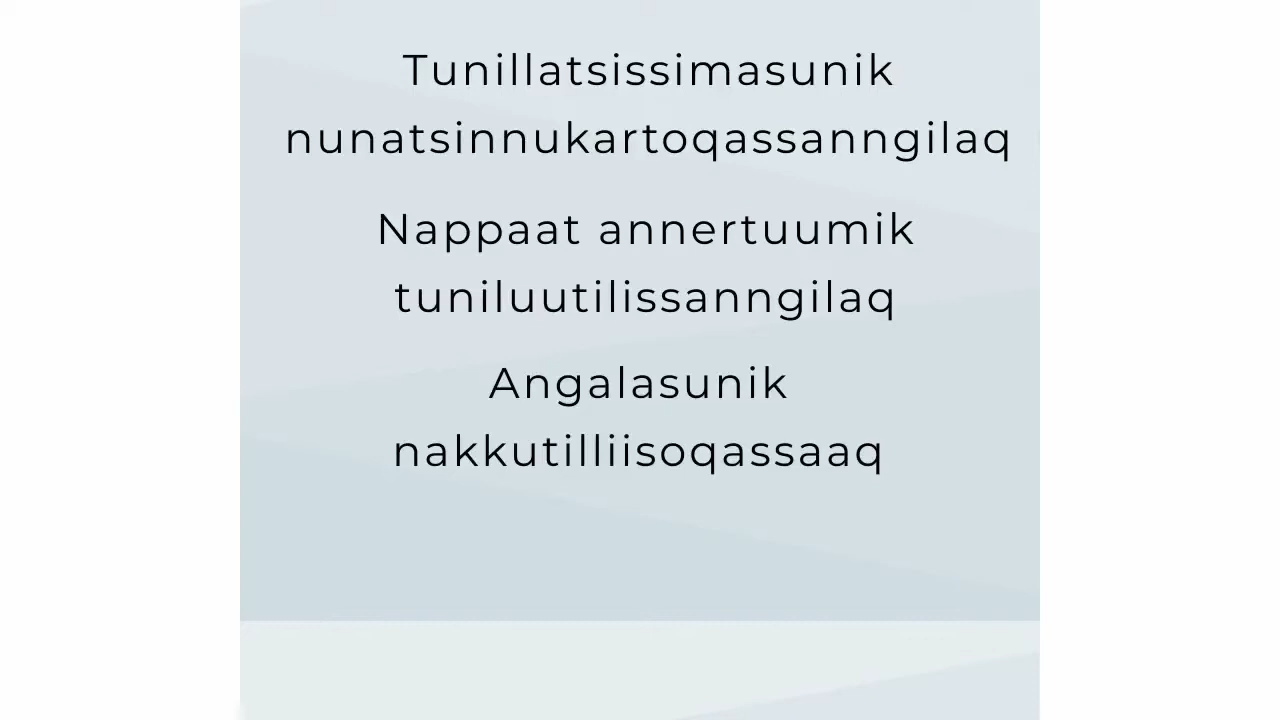 Tunillatsissimasunik
nunatsinnukartoqassanngilaq
Nappaat annertuumik
tuniluutilissanngilaq
Angalasunik
nakkutilliisoqassaaq